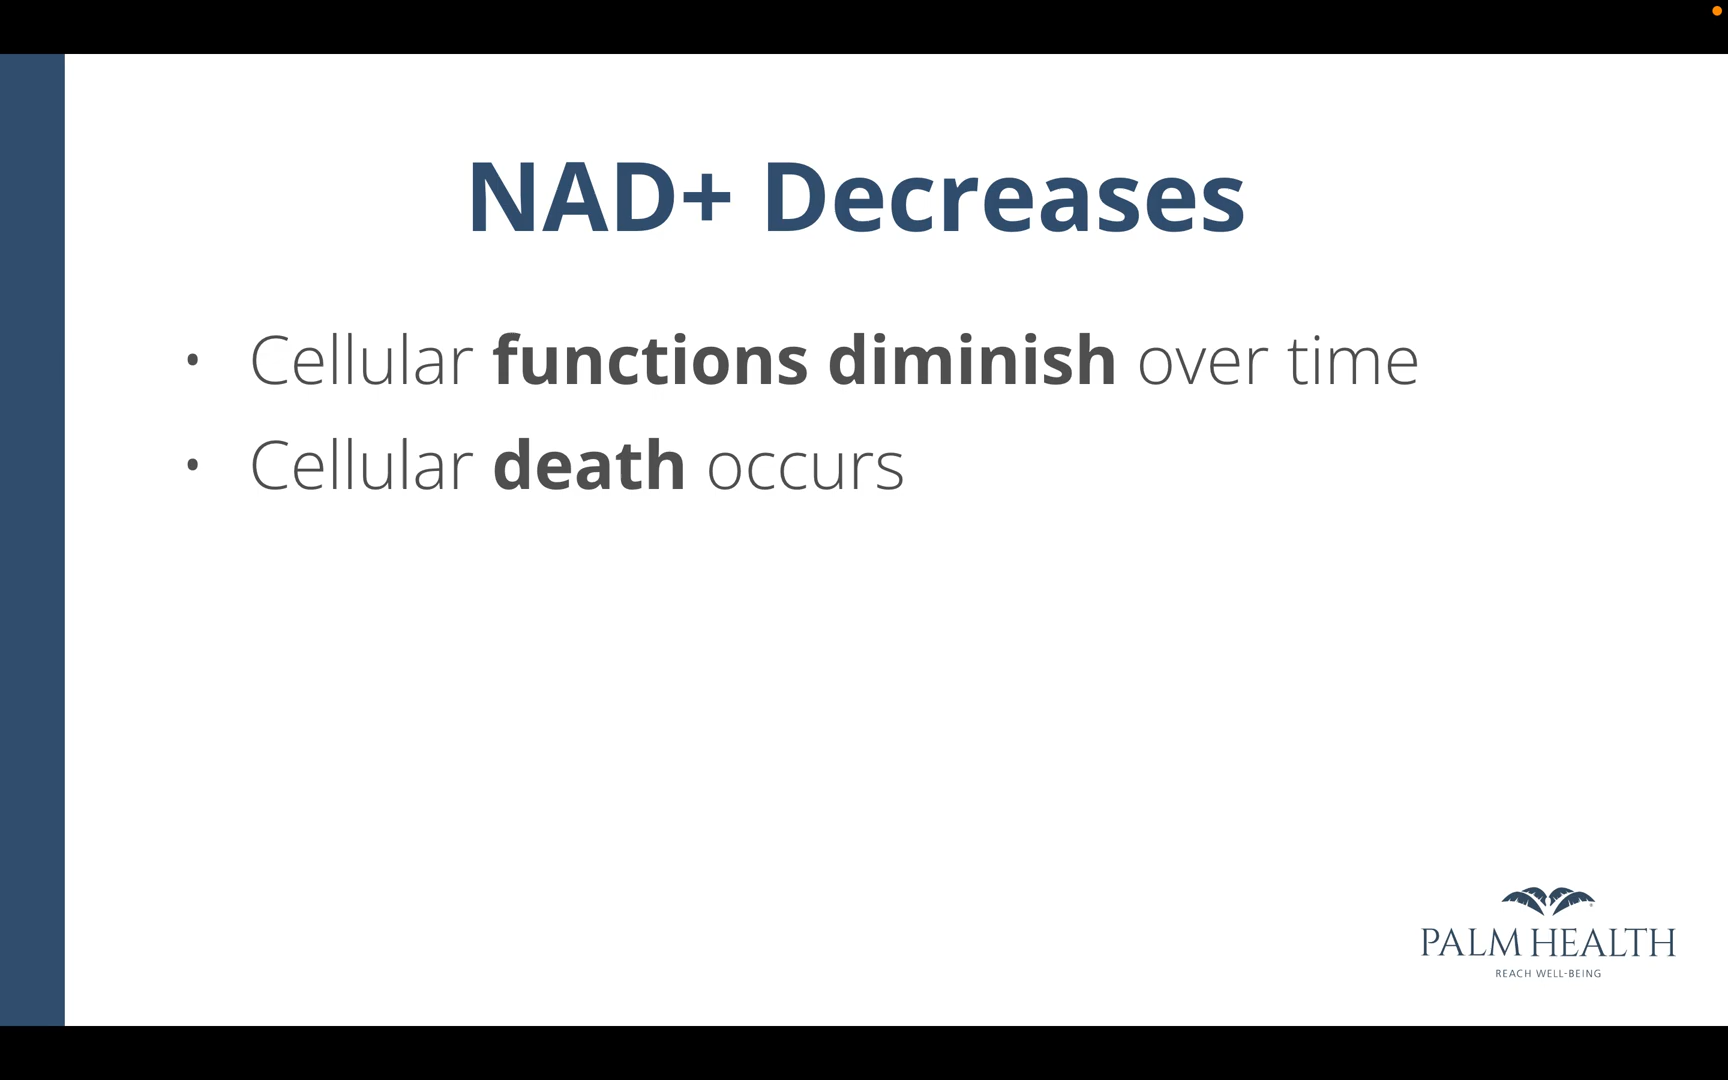 NAD+ Decreases
• Cellular functions diminish over time
• Cellular death occurs
PALM HEALTH
REACH WELL-BEING